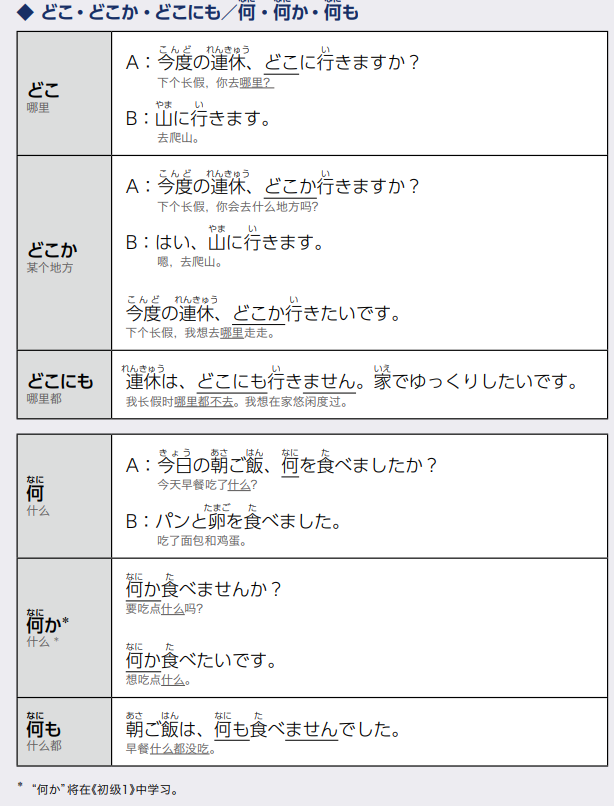 ◆ どこ・どこか・どこにも／何・何か・何も
どこ
哪里
A：今度の連休、どこに行きますか？
下个长假，你去哪里？
B：山に行きます。
去爬山。
どこか
某个地方
A：今度の連休、どこか行きますか？
下个长假，你会去什么地方吗？
B：はい、山に行きます。
嗯，去爬山。
今度の連休、どこか行きたいです。
下个长假，我想去哪里走走。
どこにも
哪里都
連休は、どこにも行きません。家でゆっくりしたいです。
我长假时哪里都不去。我想在家悠闲度过。
何
什么
A：今日の朝ご飯、何を食べましたか？
今天早餐吃了什么？
B：パンと卵を食べました。
吃了面包和鸡蛋。
何か*
什么 *
何か食べませんか？
要吃点什么吗？
何か食べたいです。
想吃点什么。
何も
什么都
朝ご飯は、何も食べませんでした。
早餐什么都没吃。
* “何か”将在《初级1》中学习。